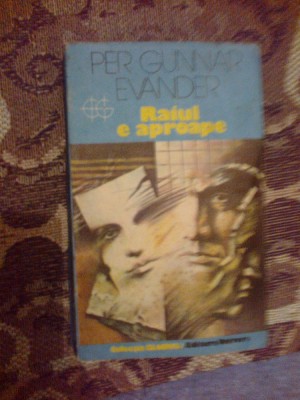 PER GUNNAR
EVANDER
Raiul
e aproape